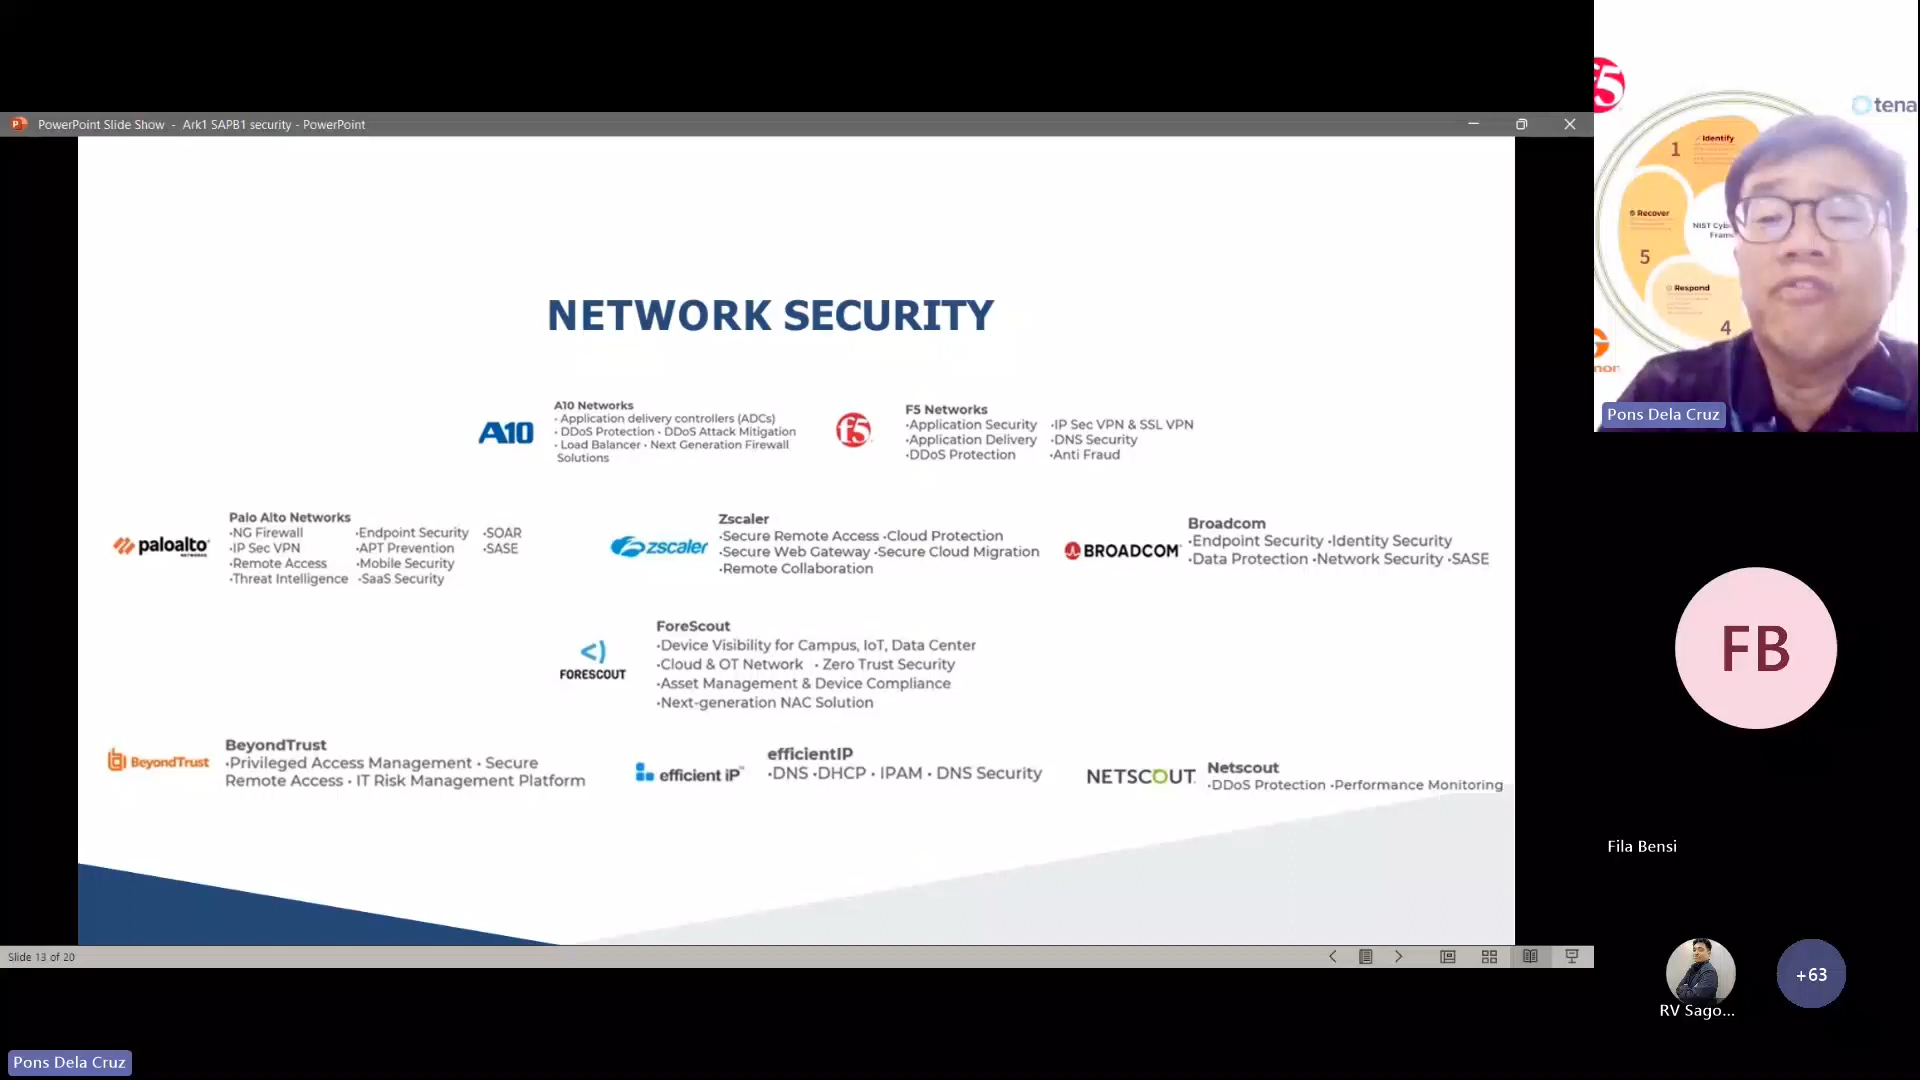 PowerPoint Slide Show - Ark1 SAPB1 security - PowerPoint
NETWORK SECURITY
A10
A10 Networks
· Application delivery controllers (ADCs)
· DDoS Protection · DDoS Attack Mitigation
· Load Balancer · Next Generation Firewall
Solutions
f5
F5 Networks
·Application Security ·IP Sec VPN & SSL VPN
·Application Delivery ·DNS Security
·DDoS Protection ·Anti Fraud
paloalto
NETWORKS
Palo Alto Networks
·NG Firewall ·Endpoint Security ·SOAR
·IP Sec VPN ·APT Prevention ·SASE
·Remote Access ·Mobile Security
·Threat Intelligence ·SaaS Security
zscaler
Zscaler
·Secure Remote Access ·Cloud Protection
·Secure Web Gateway ·Secure Cloud Migration
·Remote Collaboration
BROADCOM
Broadcom
·Endpoint Security ·Identity Security
·Data Protection ·Network Security ·SASE
FORESCOUT
ForeScout
·Device Visibility for Campus, IoT, Data Center
·Cloud & OT Network · Zero Trust Security
·Asset Management & Device Compliance
·Next-generation NAC Solution
BeyondTrust
BeyondTrust
·Privileged Access Management · Secure
Remote Access · IT Risk Management Platform
efficient iP™
efficientIP
·DNS ·DHCP · IPAM · DNS Security
NETSCOUT.
Netscout
·DDoS Protection ·Performance Monitoring
Slide 13 of 20
Pons Dela Cruz
f5
tena
1
Identify
Recover
NIST Cyb
Fram
5
Respond
4
Pons Dela Cruz
FB
Fila Bensi
RV Sago...
+63